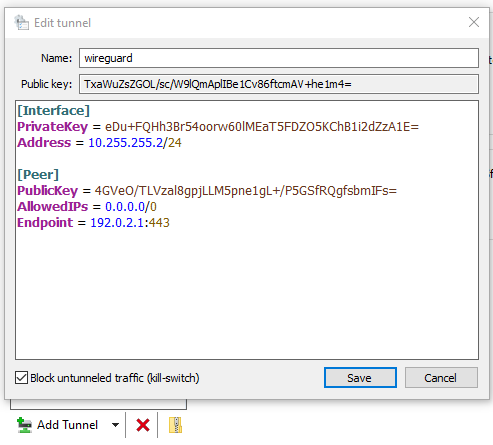 Edit tunnel
Name: wireguard
Public key: TxaWuZsZGOL/sc/W9lQmAplIBe1Cv86ftcmAV+he1m4=
[Interface]
PrivateKey = eDu+FQHh3Br54oorw60lMEaT5FDZO5KChB1i2dZzA1E=
Address = 10.255.255.2/24
[Peer]
PublicKey = 4GVeO/TLVzal8gpjLLM5pne1gL+/P5GSfRQgfsbmIFs=
AllowedIPs = 0.0.0.0/0
Endpoint = 192.0.2.1:443
Block untunneled traffic (kill-switch)
Save Cancel
Add Tunnel